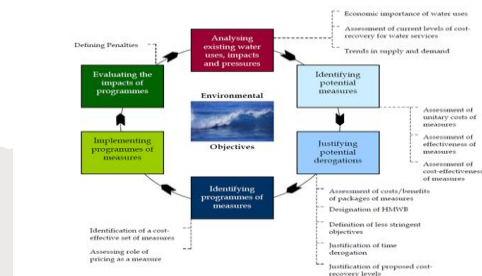 Economic importance of water uses
Assessment of current levels of cost-
recovery for water services
Trends in supply and demand
Analysing
existing water
uses, impacts
and pressures
Defining Penalties
Evaluating the
impacts of
programmes
Identifying
potential
measures
Environmental
Objectives
Assessment of
unitary costs of
measures
Assessment of
effectiveness of
measures
Assessment of
cost-effectiveness
of measures
Implementing
programmes of
measures
Justifying
potential
derogations
Identifying
programmes of
measures
Assessment of costs/benefits
of packages of measures
Designation of HMWB
Definition of less stringent
objectives
Justification of time
derogation
Justification of proposed cost-
recovery levels
Identification of a cost-
effective set of measures
Assessing role of
pricing as a measure